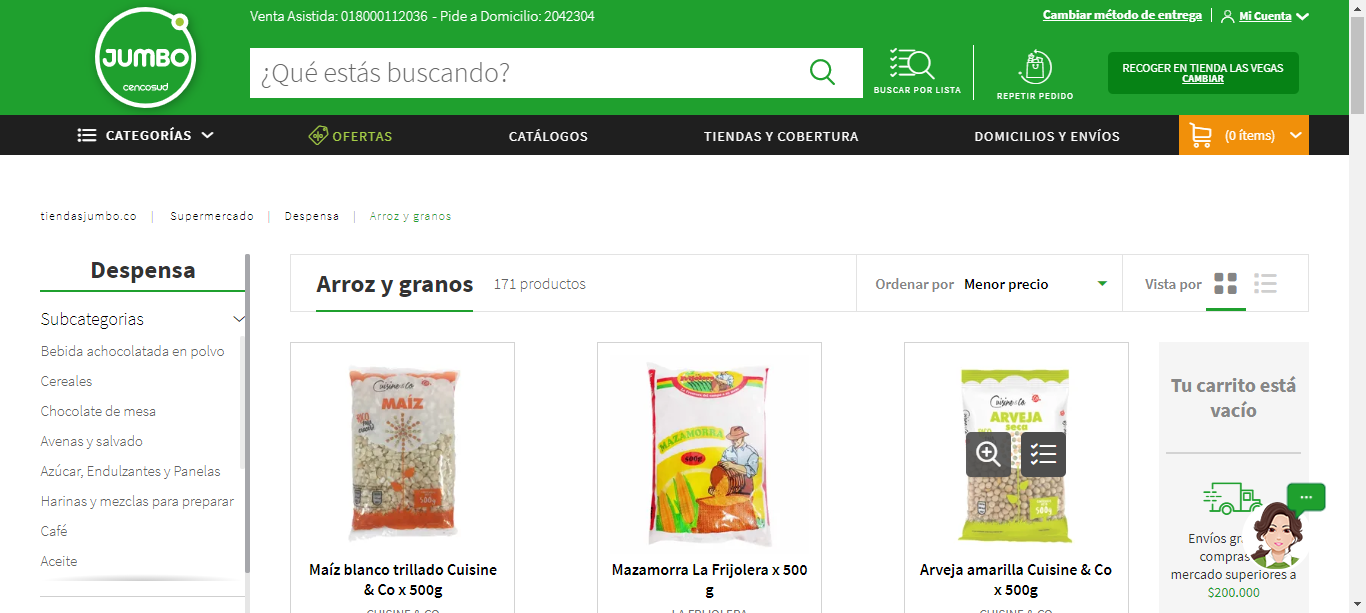 Venta Asistida: 018000112036 - Pide a Domicilio: 2042304
Cambiar método de entrega
Mi Cuenta
JUMBO
cencosud
¿Qué estás buscando?
BUSCAR POR LISTA
REPETIR PEDIDO
RECOGER EN TIENDA LAS VEGAS
CAMBIAR
CATEGORÍAS
OFERTAS
CATÁLOGOS
TIENDAS Y COBERTURA
DOMICILIOS Y ENVÍOS
(0 ítems)
tiendasjumbo.co | Supermercado | Despensa | Arroz y granos
Despensa
Subcategorias
Bebida achocolatada en polvo
Cereales
Chocolate de mesa
Avenas y salvado
Azúcar, Endulzantes y Panelas
Harinas y mezclas para preparar
Café
Aceite
Arroz y granos
171 productos
Ordenar por Menor precio
Vista por
Cuisine&Co
MAÍZ
500g
Maíz blanco trillado Cuisine
& Co x 500g
CUISINE & CO
MAZAMORRA
500g
Mazamorra La Frijolera x 500
g
LA FRIJOLERA
Cuisine&Co
ARVEJA
seca
500g
Arveja amarilla Cuisine & Co
x 500g
CUISINE & CO
Tu carrito está
vacío
Envíos
compras
mercado superiores a
$200.000